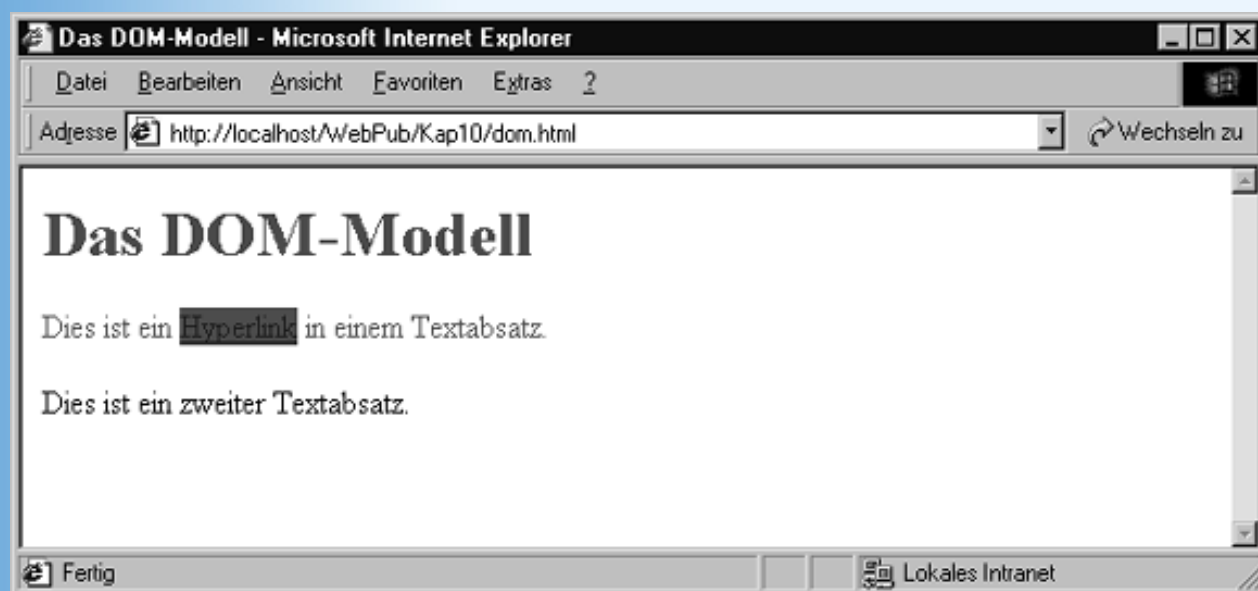 Das DOM-Modell - Microsoft Internet Explorer
Datei Bearbeiten Ansicht Favoriten Extras ?
Adresse http://localhost/WebPub/Kap10/dom.html Wechseln zu
Das DOM-Modell
Dies ist ein Hyperlink in einem Textabsatz.
Dies ist ein zweiter Textabsatz.
Fertig Lokales Intranet